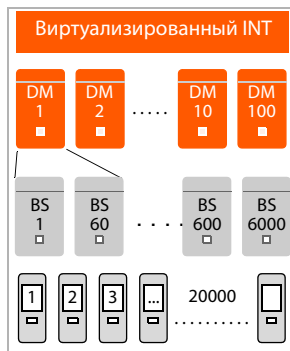 Виртуализированный INT
DM 1
DM 2
.....
DM 10
DM 100
BS 1
BS 60
. . . .
BS 600
BS 6000
1
2
3
...
20000
..........